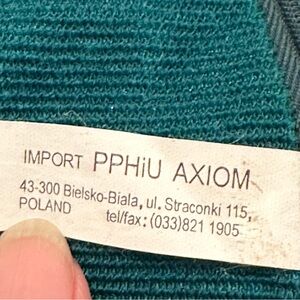 IMPORT PPHiU AXIOM
43-300 Bielsko-Biala, ul. Straconki 115,
POLAND tel/fax: (033)821 1905